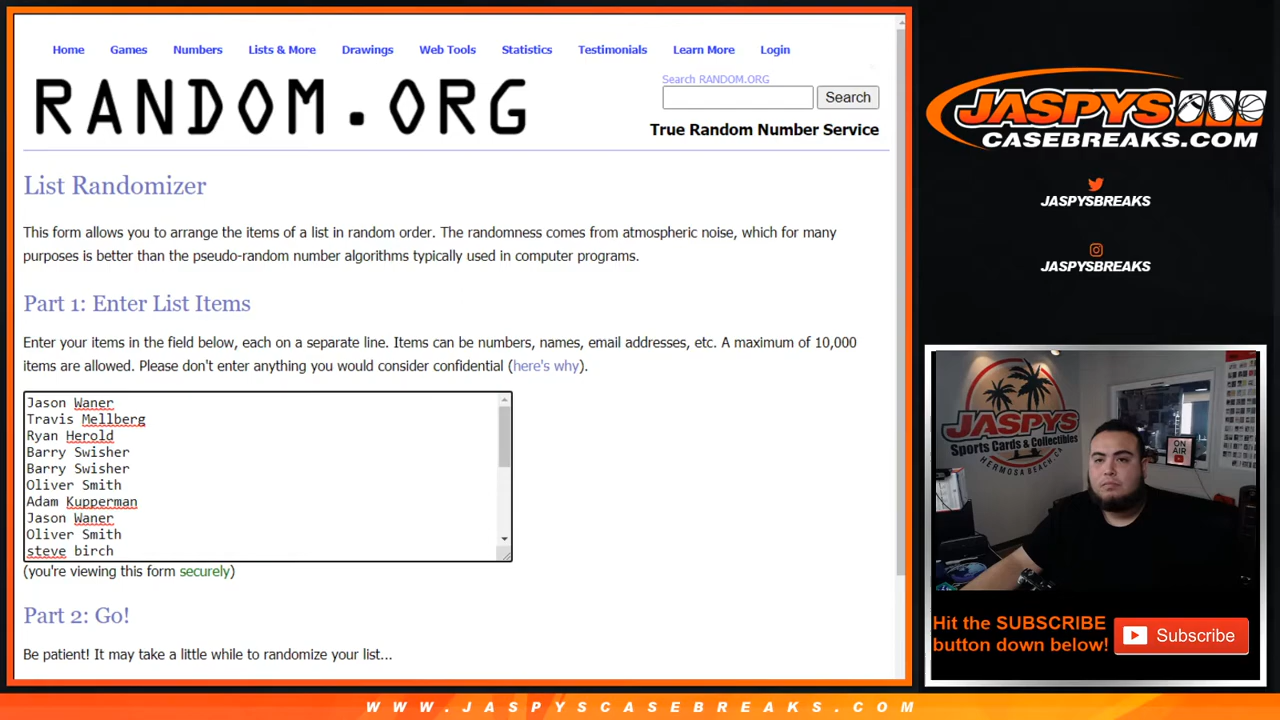 Home Games Numbers Lists & More Drawings Web Tools Statistics Testimonials Learn More Login
RANDOM.ORG
Search RANDOM.ORG
Search
True Random Number Service
List Randomizer
This form allows you to arrange the items of a list in random order. The randomness comes from atmospheric noise, which for many
purposes is better than the pseudo-random number algorithms typically used in computer programs.
Part 1: Enter List Items
Enter your items in the field below, each on a separate line. Items can be numbers, names, email addresses, etc. A maximum of 10,000
items are allowed. Please don't enter anything you would consider confidential (here's why).
Jason Waner
Travis Mellberg
Ryan Herold
Barry Swisher
Barry Swisher
Oliver Smith
Adam Kupperman
Jason Waner
Oliver Smith
steve birch
(you're viewing this form securely)
Part 2: Go!
Be patient! It may take a little while to randomize your list...
JASPYS
CASEBREAKS.COM
JASPYSBREAKS
JASPYSBREAKS
JASPYS
Sports Cards & Collectibles
HERMOSA BEACH, CA
ON
AIR
Hit the SUBSCRIBE
button down below!
Subscribe
WWW.JASPYSCASEBREAKS.COM